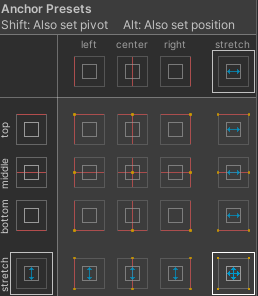 Anchor Presets
Shift: Also set pivot Alt: Also set position
left center right stretch
top
middle
bottom
stretch